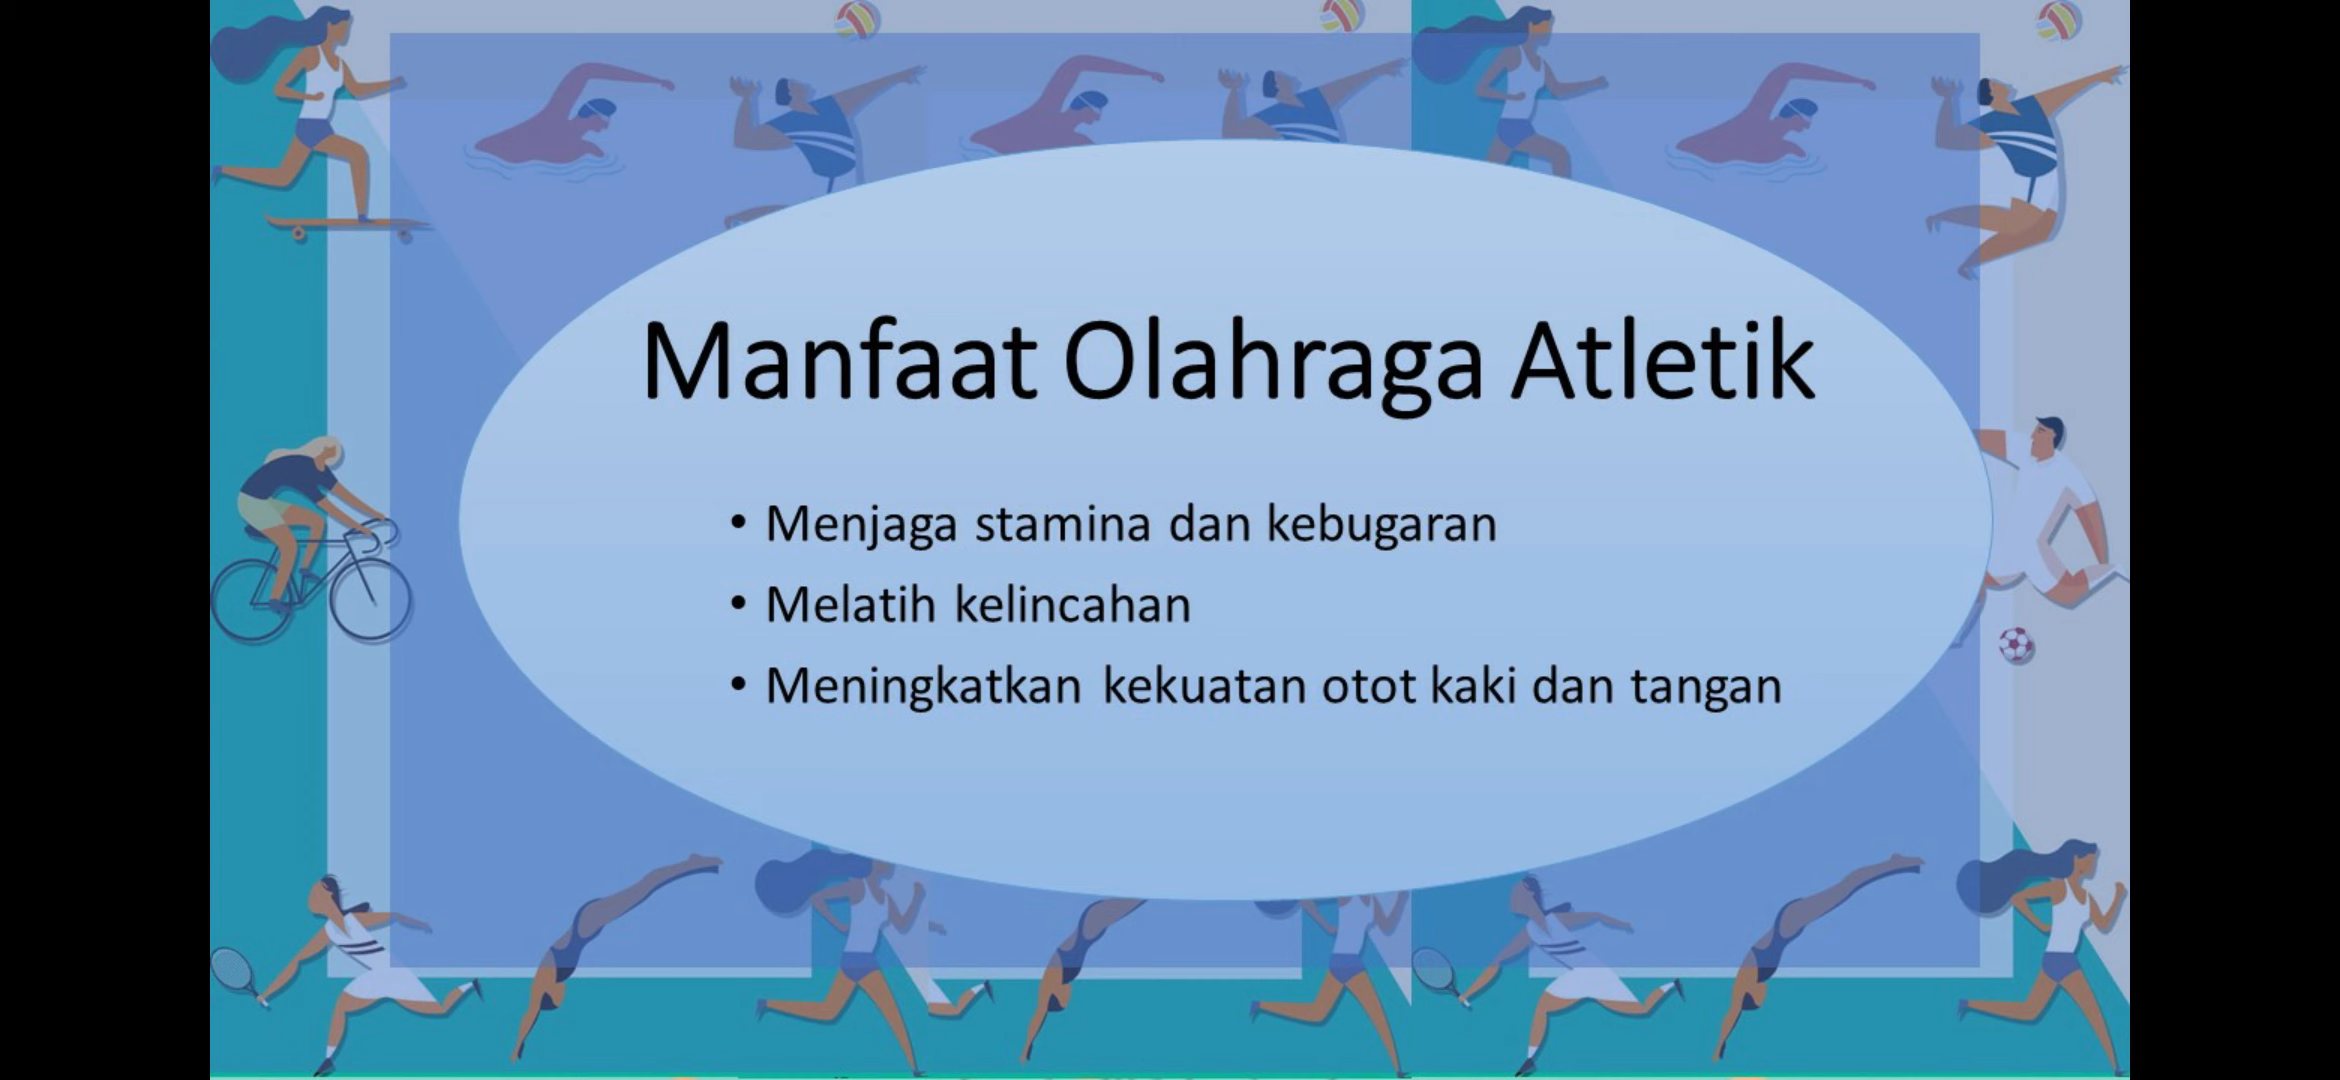 Manfaat Olahraga Atletik
• Menjaga stamina dan kebugaran
• Melatih kelincahan
• Meningkatkan kekuatan otot kaki dan tangan